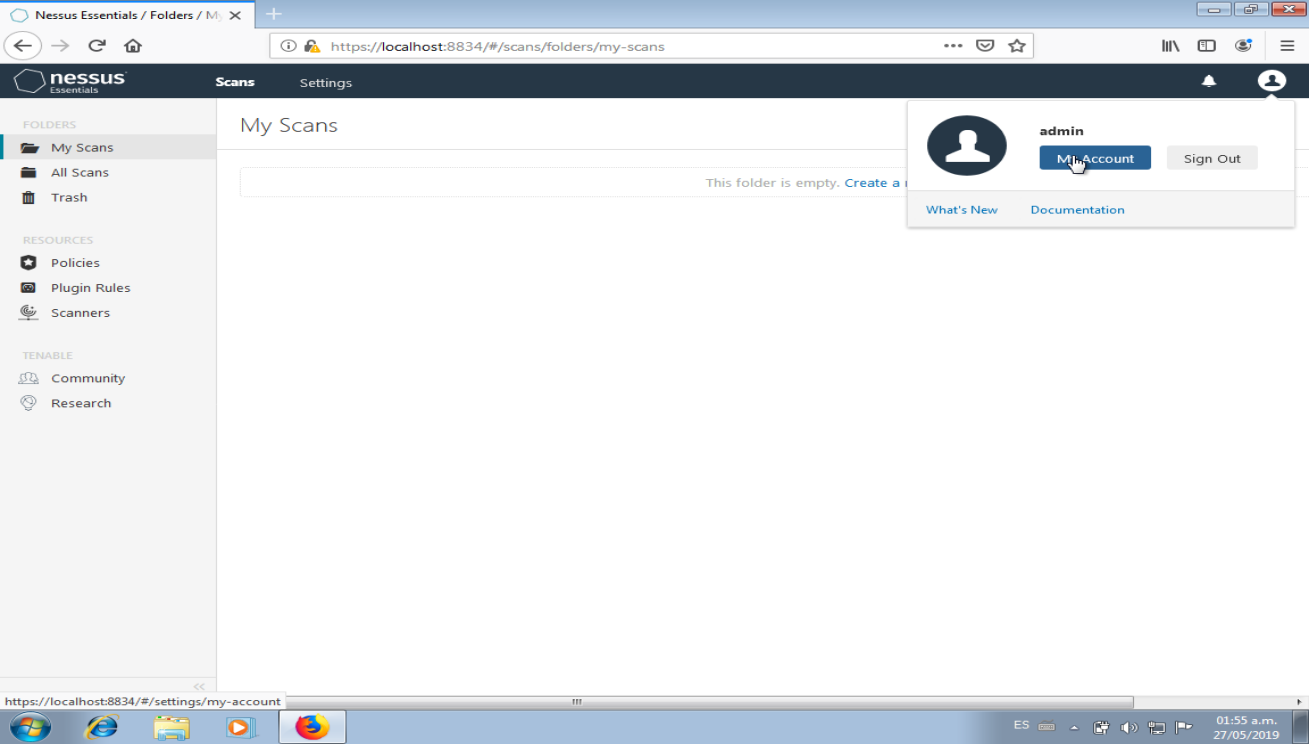 Nessus Essentials / Folders / My
https://localhost:8834/#/scans/folders/my-scans
nessus
Essentials
Scans
Settings
FOLDERS
My Scans
All Scans
Trash
RESOURCES
Policies
Plugin Rules
Scanners
TENABLE
Community
Research
My Scans
This folder is empty. Create a
admin
My Account
Sign Out
What's New
Documentation
https://localhost:8834/#/settings/my-account
ES
01:55 a.m.
27/05/2019